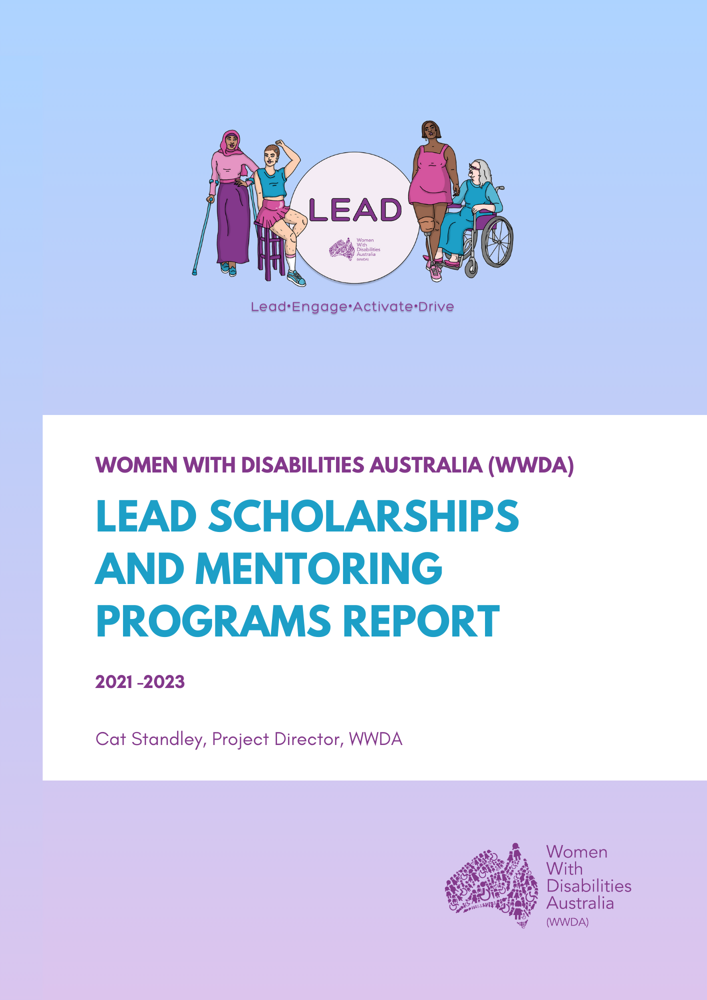 LEAD
Women
With
Disabilities
Australia
(WWDA)
Lead•Engage•Activate•Drive
WOMEN WITH DISABILITIES AUSTRALIA (WWDA)
LEAD SCHOLARSHIPS
AND MENTORING
PROGRAMS REPORT
2021 -2023
Cat Standley, Project Director, WWDA
Women
With
Disabilities
Australia
(WWDA)